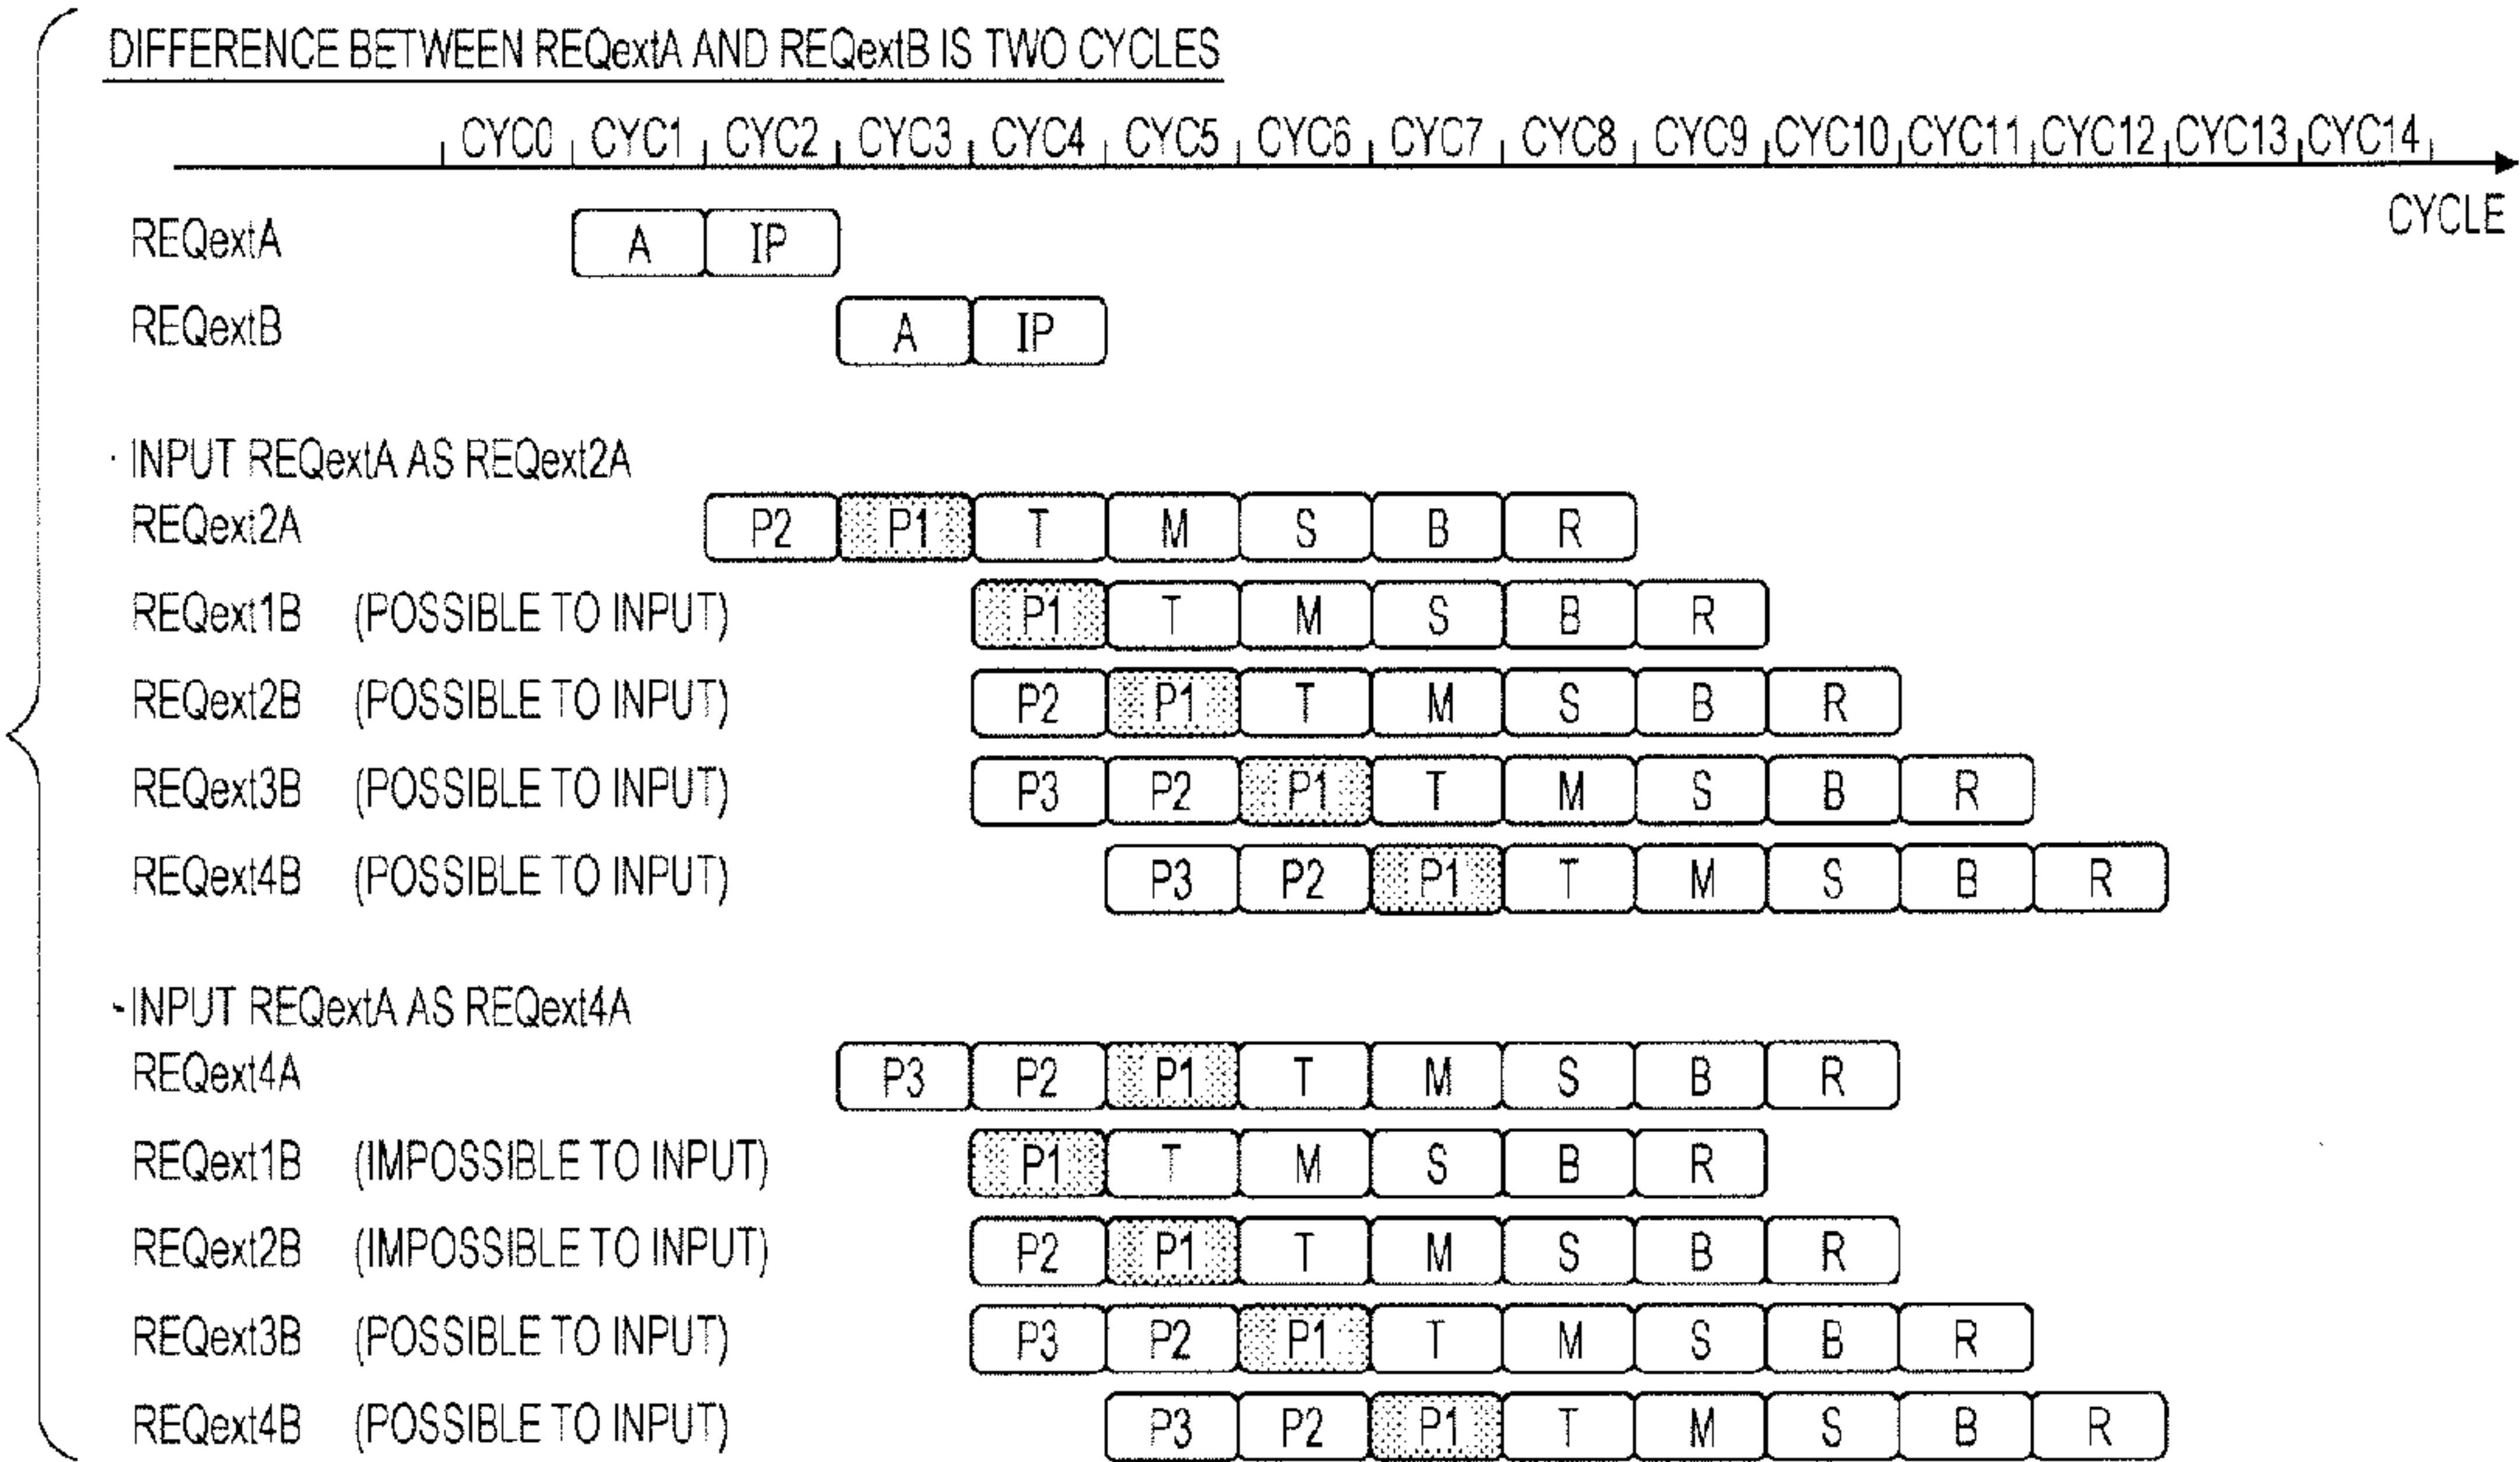 DIFFERENCE BETWEEN REQextA AND REQextB IS TWO CYCLES
CYC0 CYC1 CYC2 CYC3 CYC4 CYC5 CYC6 CYC7 CYC8 CYC9 CYC10 CYC11 CYC12 CYC13 CYC14
CYCLE
REQextA A IP
REQextB A IP
· INPUT REQextA AS REQext2A
REQext2A P2 P1 T M S B R
REQext1B (POSSIBLE TO INPUT) P1 T M S B R
REQext2B (POSSIBLE TO INPUT) P2 P1 T M S B R
REQext3B (POSSIBLE TO INPUT) P3 P2 P1 T M S B R
REQext4B (POSSIBLE TO INPUT) P3 P2 P1 T M S B R
· INPUT REQextA AS REQext4A
REQext4A P3 P2 P1 T M S B R
REQext1B (IMPOSSIBLE TO INPUT) P1 T M S B R
REQext2B (IMPOSSIBLE TO INPUT) P2 P1 T M S B R
REQext3B (POSSIBLE TO INPUT) P3 P2 P1 T M S B R
REQext4B (POSSIBLE TO INPUT) P3 P2 P1 T M S B R